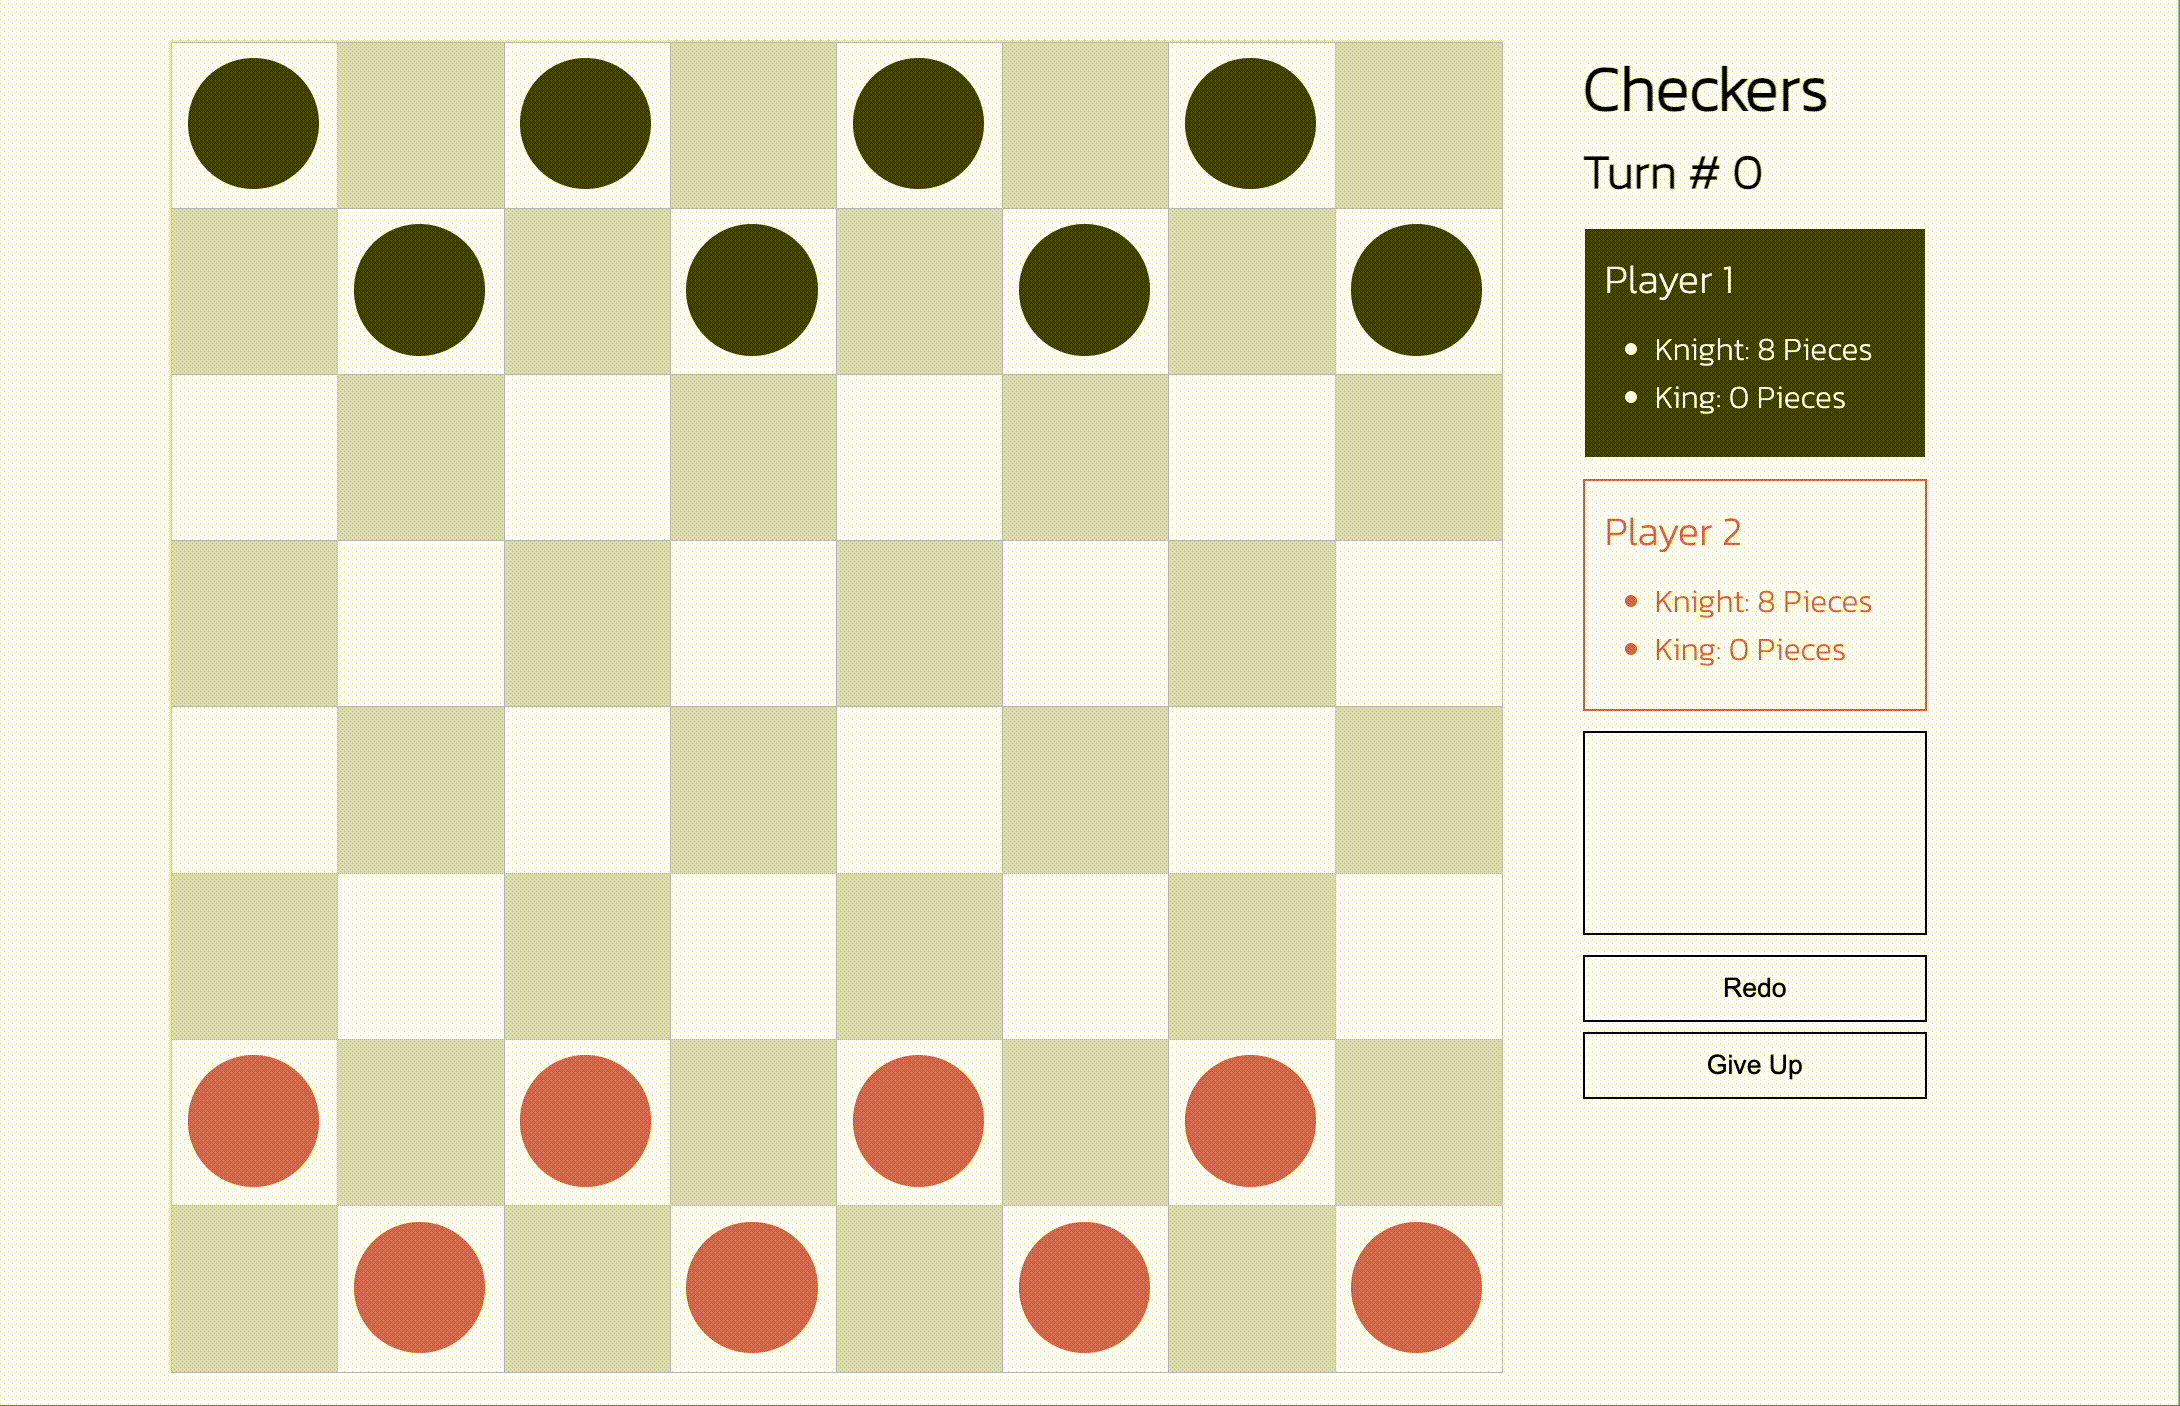 Checkers
Turn # 0
Player 1
Knight: 8 Pieces
King: 0 Pieces
Player 2
Knight: 8 Pieces
King: 0 Pieces
Redo
Give Up